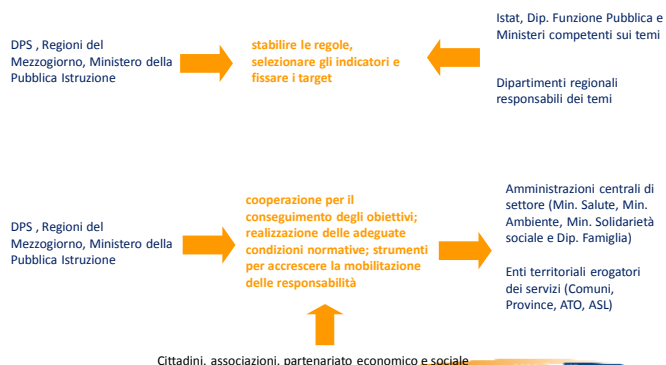 Istat, Dip. Funzione Pubblica e
Ministeri competenti sui temi
DPS , Regioni del
Mezzogiorno, Ministero della
Pubblica Istruzione
stabilire le regole,
selezionare gli indicatori e
fissare i target
Dipartimenti regionali
responsabili dei temi
DPS , Regioni del
Mezzogiorno, Ministero della
Pubblica Istruzione
cooperazione per il
conseguimento degli obiettivi;
realizzazione delle adeguate
condizioni normative; strumenti
per accrescere la mobilitazione
delle responsabilità
Amministrazioni centrali di
settore (Min. Salute, Min.
Ambiente, Min. Solidarietà
sociale e Dip. Famiglia)
Enti territoriali erogatori
dei servizi (Comuni,
Province, ATO, ASL)
Cittadini, associazioni, partenariato economico e sociale